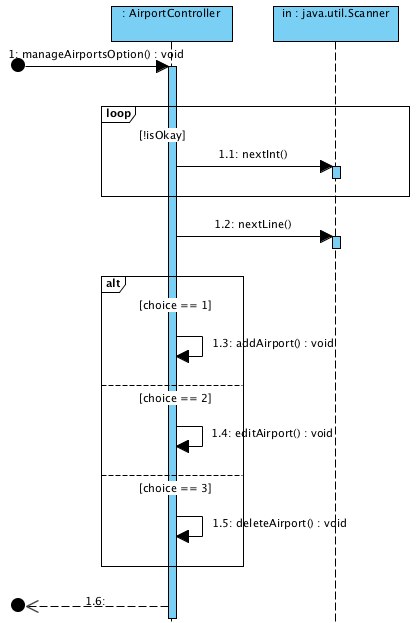 : AirportController
in : java.util.Scanner
1: manageAirportsOption() : void
loop
[!isOkay]
1.1: nextInt()
1.2: nextLine()
alt
[choice == 1]
1.3: addAirport() : void
[choice == 2]
1.4: editAirport() : void
[choice == 3]
1.5: deleteAirport() : void
1.6: